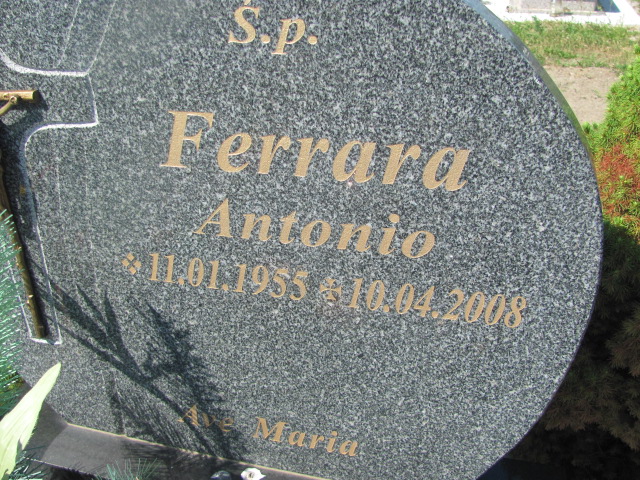 Ś.p.
Ferrara
Antonio
11.01.1955 10.04.2008
Ave Maria